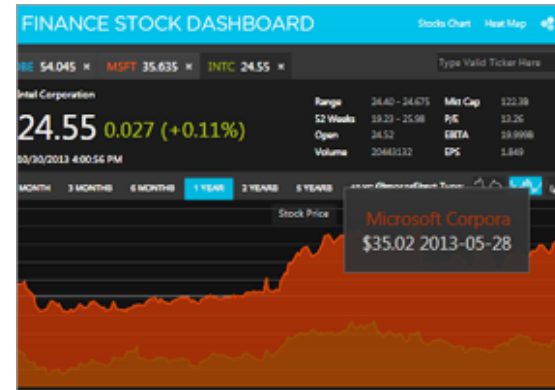 FINANCE STOCK DASHBOARD
Stocks Chart Heat Map
BE 54.045 × MSFT 35.635 × INTC 24.55 ×
Type Valid Ticker Here
Intel Corporation
24.55 0.027 (+0.11%)
10/30/2013 4:00:56 PM
Range 24.40 - 24.675 Mkt Cap 122.38
52 Weeks 19.23 - 25.98 P/E 13.26
Open 24.52 EBITA 19.999B
Volume 20443132 EPS 1.849
MONTH 3 MONTHS 6 MONTHS 1 YEAR 2 YEARS 5 YEARS
Stock Price
Microsoft Corpora
$35.02 2013-05-28